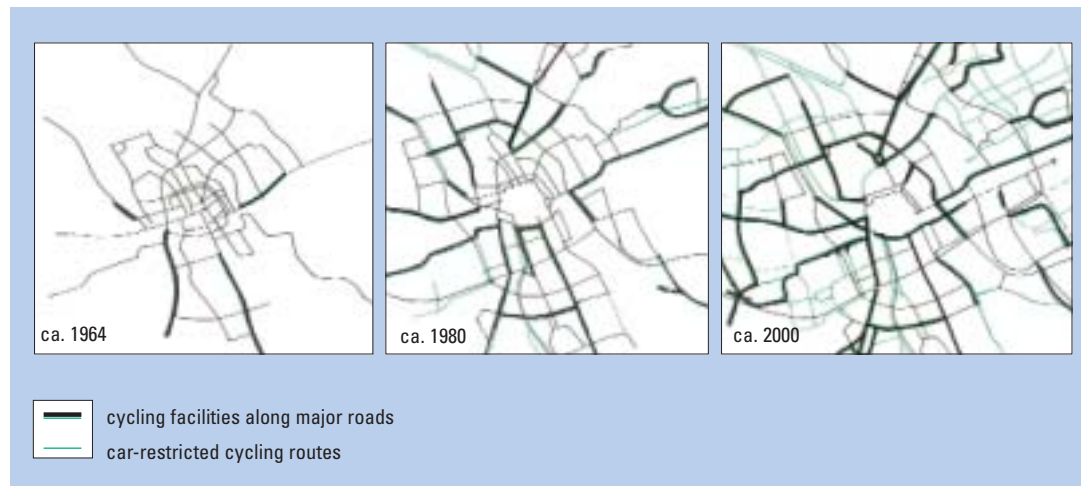 ca. 1964
ca. 1980
ca. 2000
cycling facilities along major roads
car-restricted cycling routes